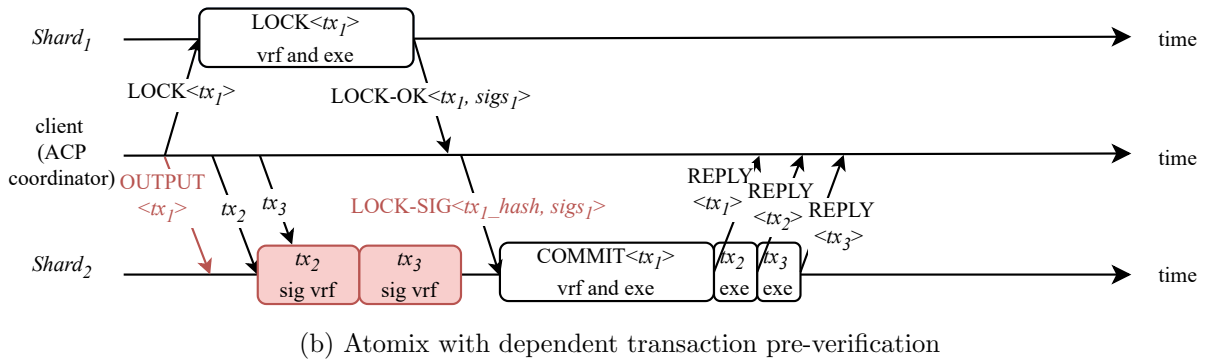 Shard₁
LOCK<tx₁>
vrf and exe
time
LOCK<tx₁>
LOCK-OK<tx₁, sigs₁>
client
(ACP
coordinator)
time
OUTPUT
<tx₁>
tx₂
tx₃
LOCK-SIG<tx₁_hash, sigs₁>
REPLY
<tx₁>
REPLY
<tx₂>
REPLY
<tx₃>
Shard₂
tx₂
sig vrf
tx₃
sig vrf
COMMIT<tx₁>
vrf and exe
tx₂
exe
tx₃
exe
time
(b) Atomix with dependent transaction pre-verification